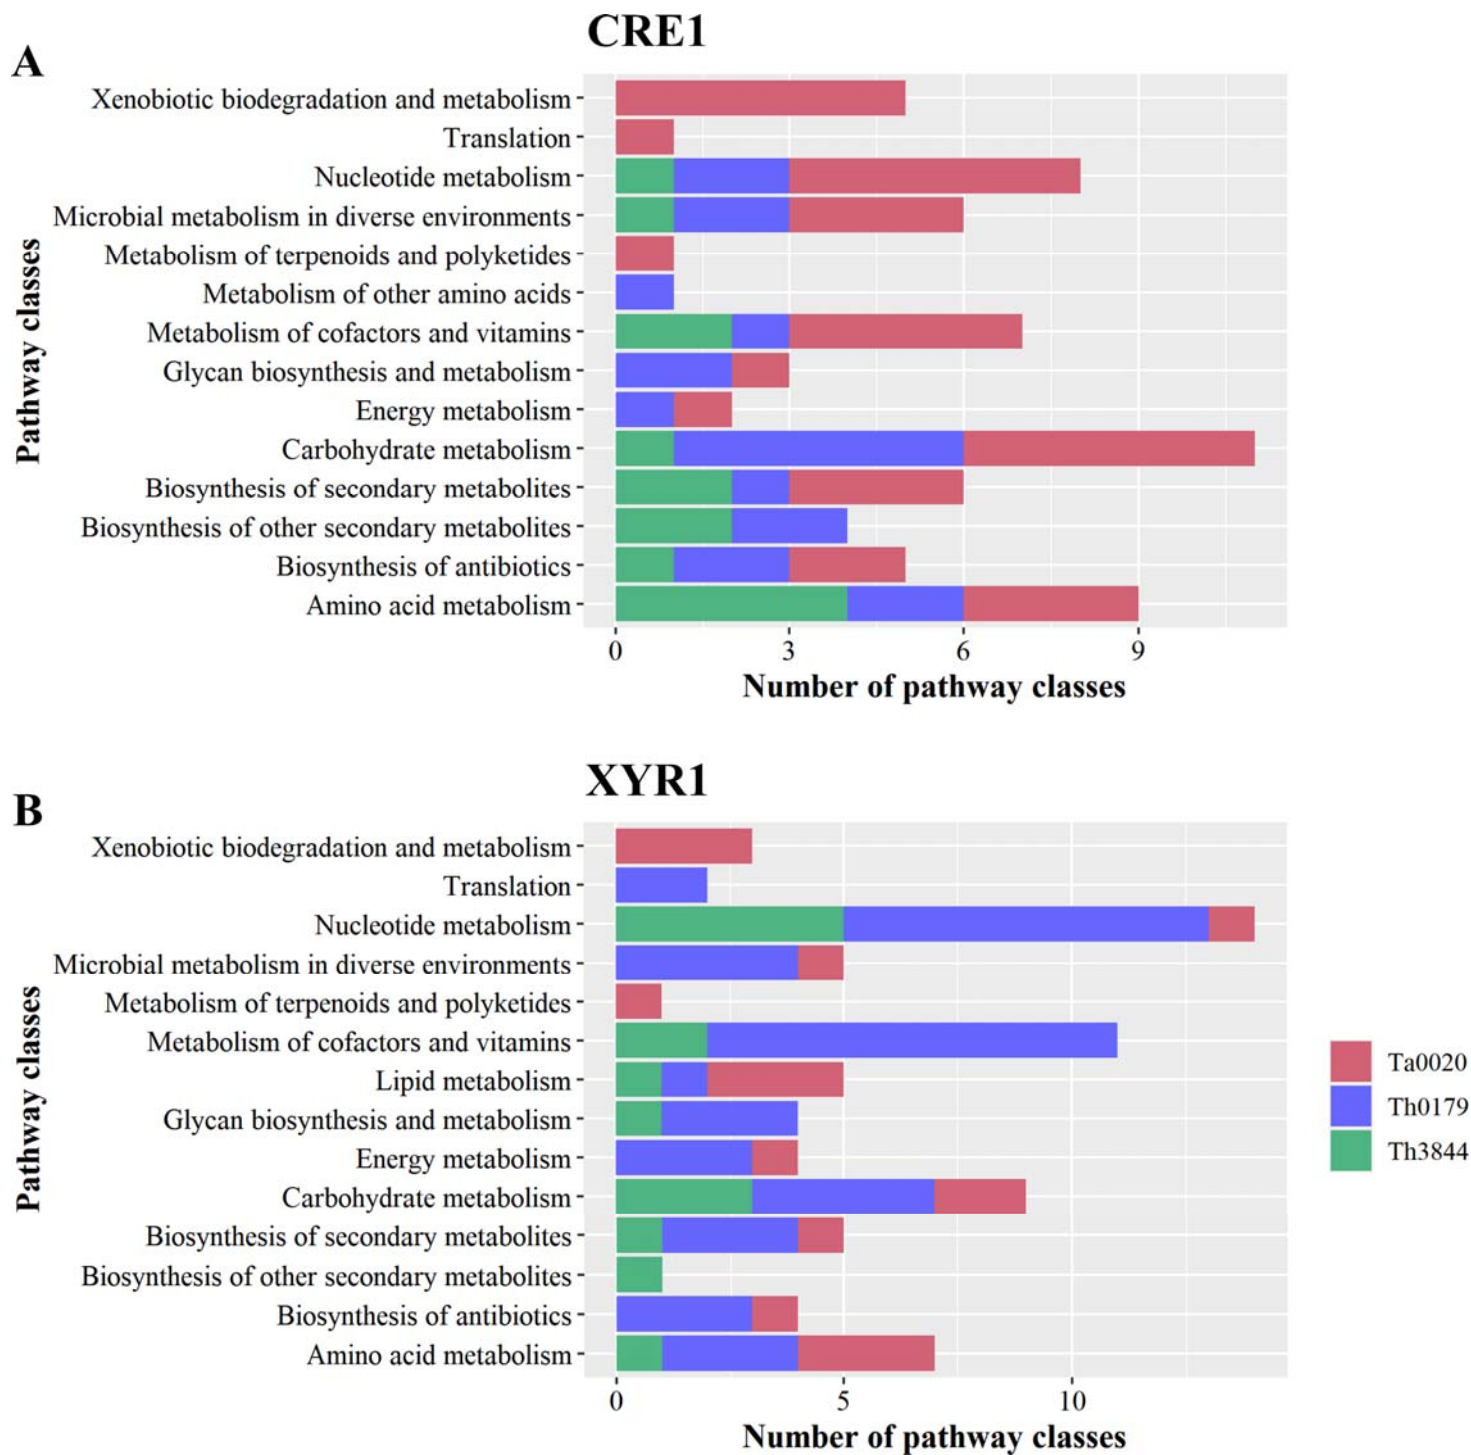 CRE1
A
Xenobiotic biodegradation and metabolism
Translation
Nucleotide metabolism
Microbial metabolism in diverse environments
Metabolism of terpenoids and polyketides
Metabolism of other amino acids
Metabolism of cofactors and vitamins
Glycan biosynthesis and metabolism
Energy metabolism
Carbohydrate metabolism
Biosynthesis of secondary metabolites
Biosynthesis of other secondary metabolites
Biosynthesis of antibiotics
Amino acid metabolism
Pathway classes
0 3 6 9
Number of pathway classes
XYR1
B
Xenobiotic biodegradation and metabolism
Translation
Nucleotide metabolism
Microbial metabolism in diverse environments
Metabolism of terpenoids and polyketides
Metabolism of cofactors and vitamins
Lipid metabolism
Glycan biosynthesis and metabolism
Energy metabolism
Carbohydrate metabolism
Biosynthesis of secondary metabolites
Biosynthesis of other secondary metabolites
Biosynthesis of antibiotics
Amino acid metabolism
Pathway classes
0 5 10
Number of pathway classes
Ta0020
Th0179
Th3844